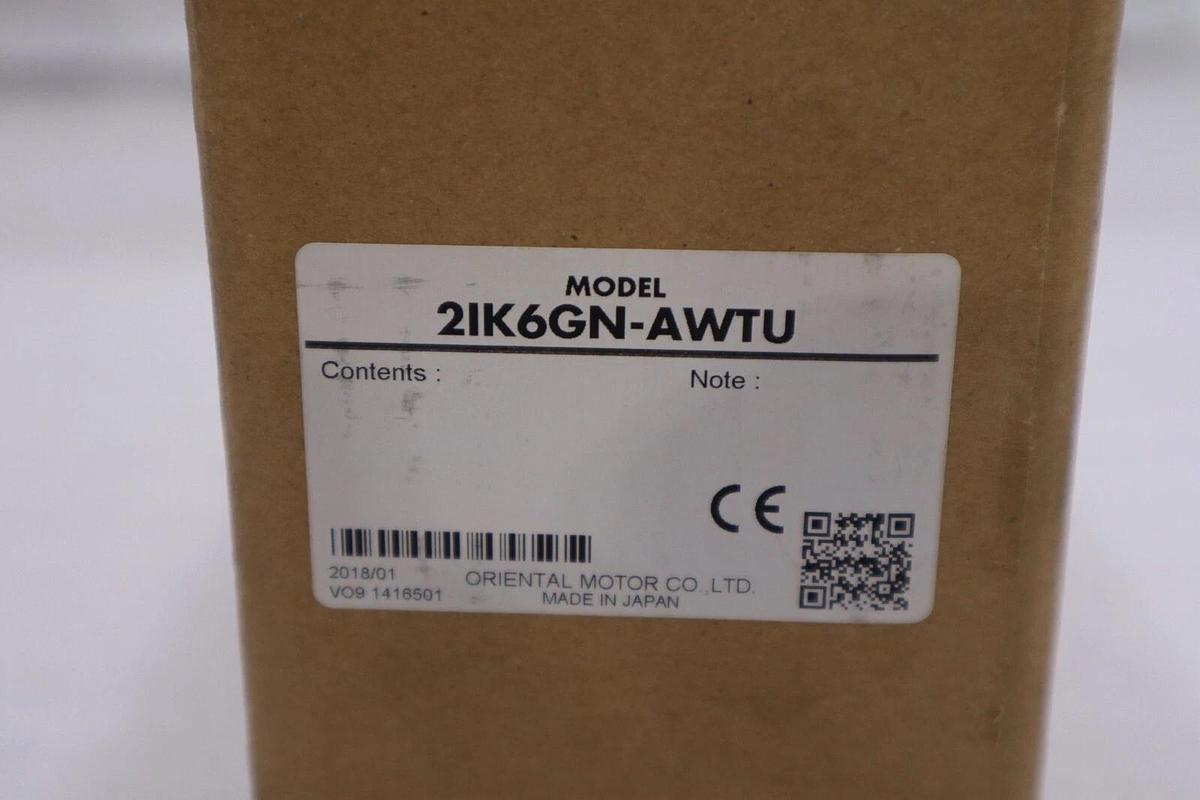 MODEL
2IK6GN-AWTU
Contents :
Note :
CE
2018/01
VO9 1416501
ORIENTAL MOTOR CO.,LTD.
MADE IN JAPAN